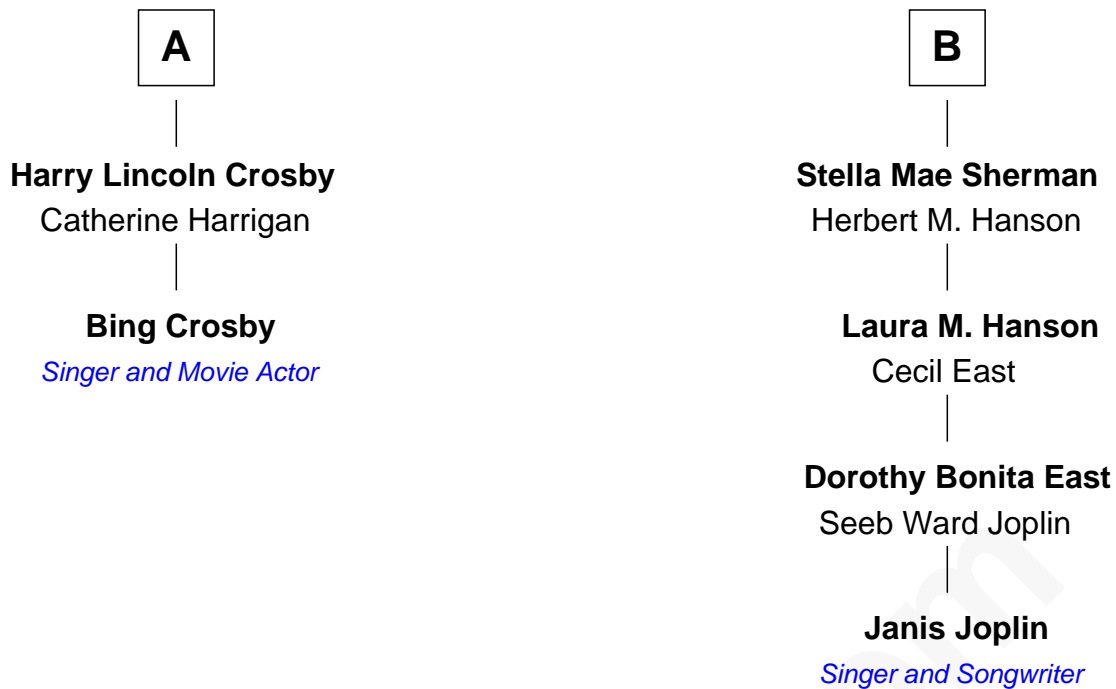 A
Harry Lincoln Crosby
Catherine Harrigan
Bing Crosby
Singer and Movie Actor
B
Stella Mae Sherman
Herbert M. Hanson
Laura M. Hanson
Cecil East
Dorothy Bonita East
Seeb Ward Joplin
Janis Joplin
Singer and Songwriter